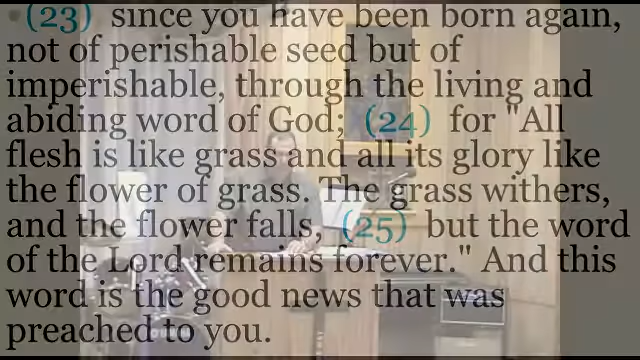 (23) since you have been born again,
not of perishable seed but of
imperishable, through the living and
abiding word of God; (24) for "All
flesh is like grass and all its glory like
the flower of grass. The grass withers,
and the flower falls, (25) but the word
of the Lord remains forever." And this
word is the good news that was
preached to you.